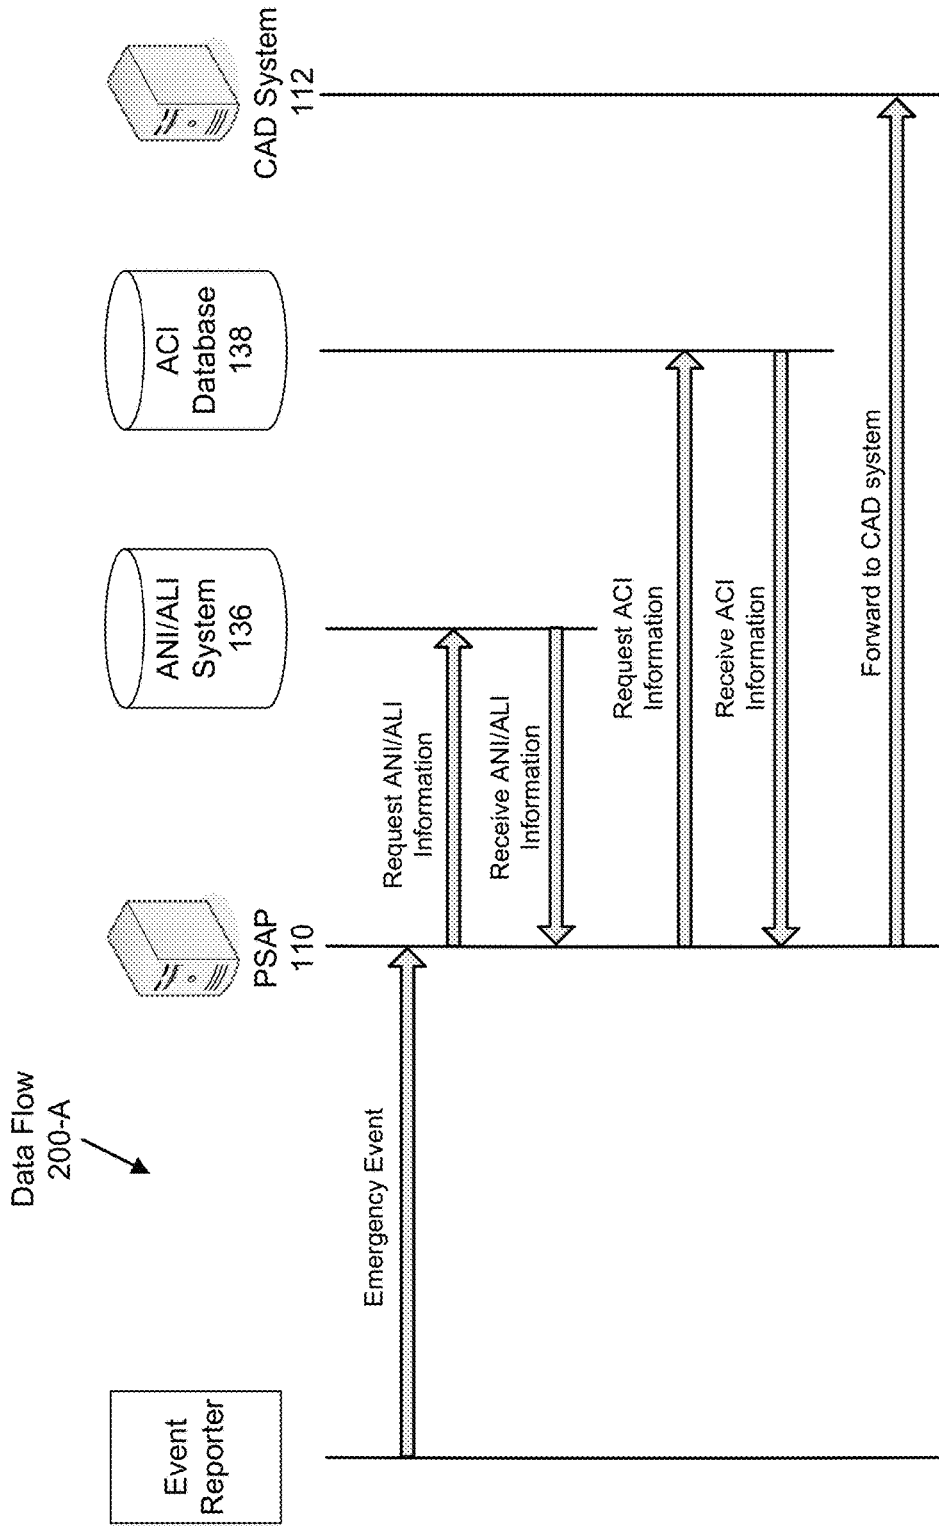 Data Flow
200-A
Event
Reporter
PSAP
110
ANI/ALI
System
136
ACI
Database
138
CAD System
112
Emergency Event
Request ANI/ALI
Information
Receive ANI/ALI
Information
Request ACI
Information
Receive ACI
Information
Forward to CAD system